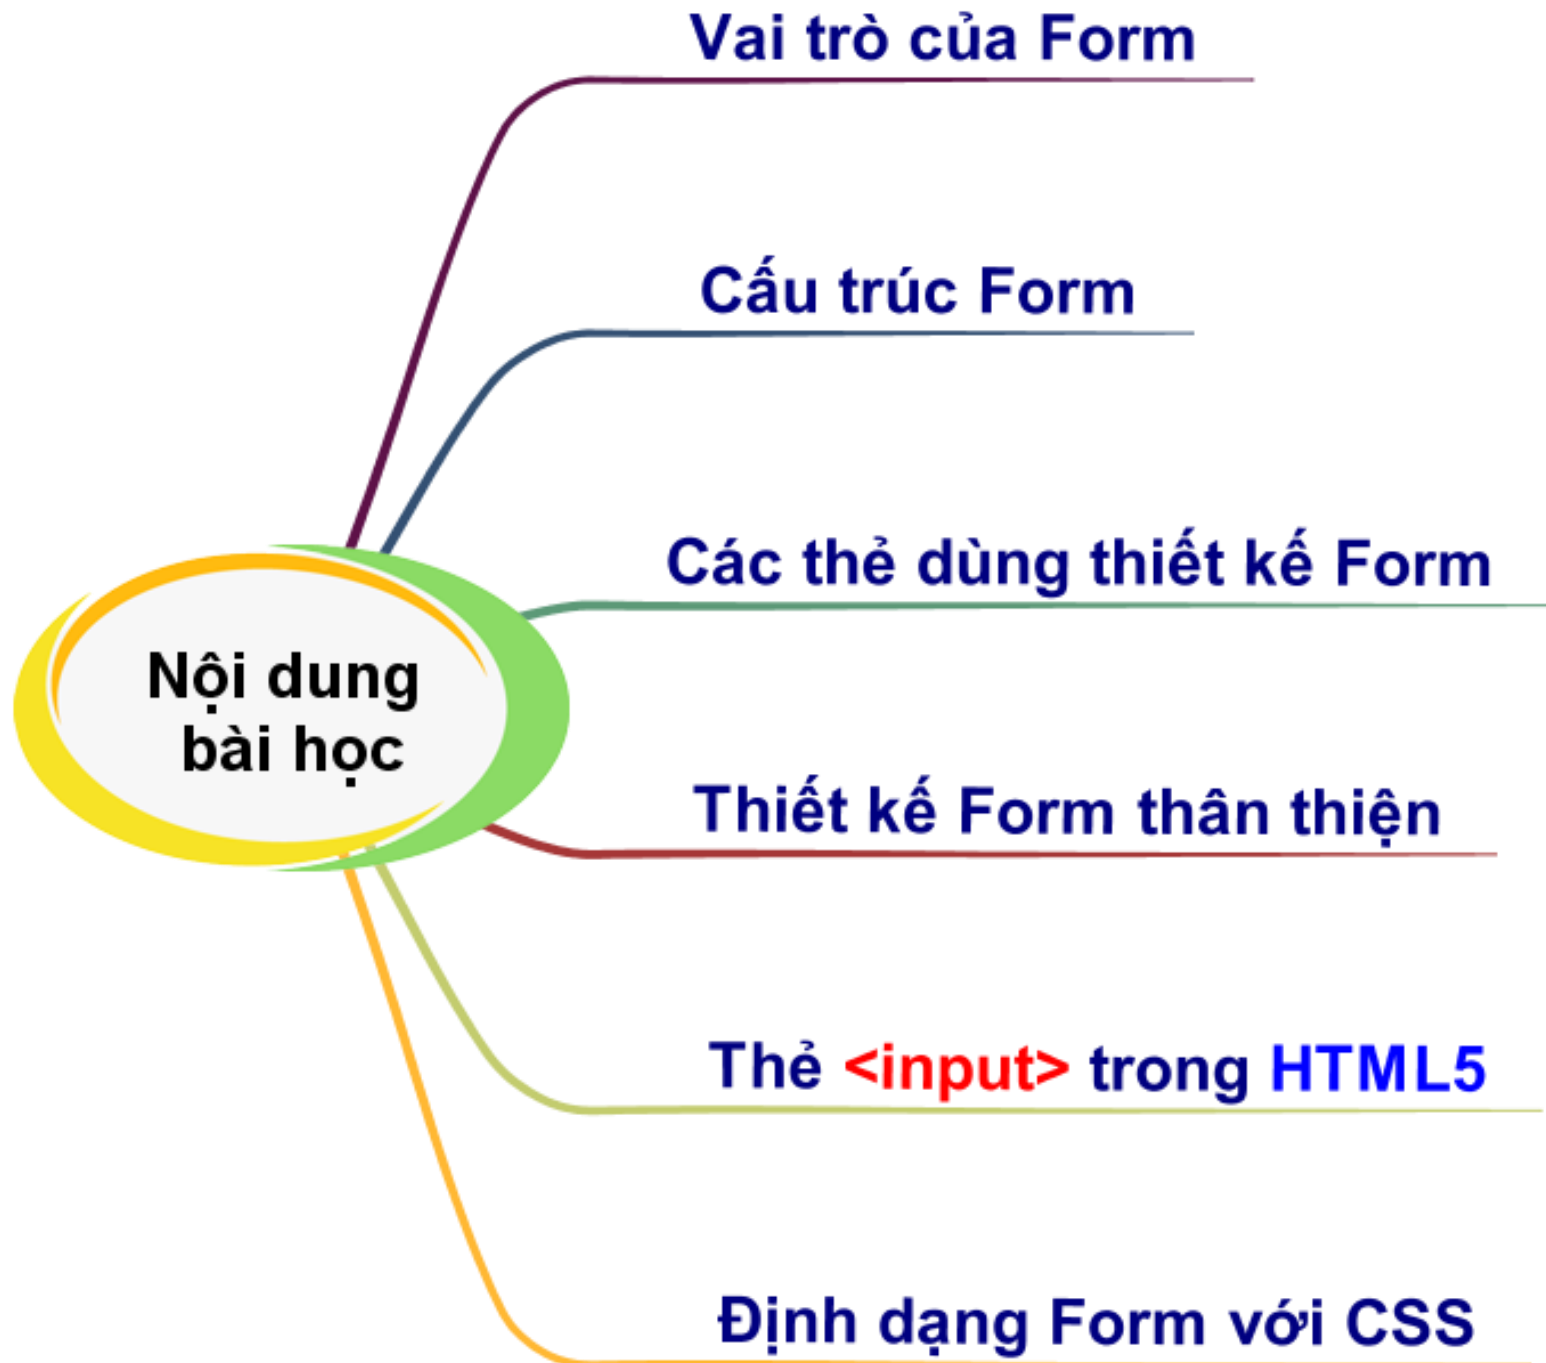 Vai trò của Form
Cấu trúc Form
Các thẻ dùng thiết kế Form
Nội dung
bài học
Thiết kế Form thân thiện
Thẻ <input> trong HTML5
Định dạng Form với CSS